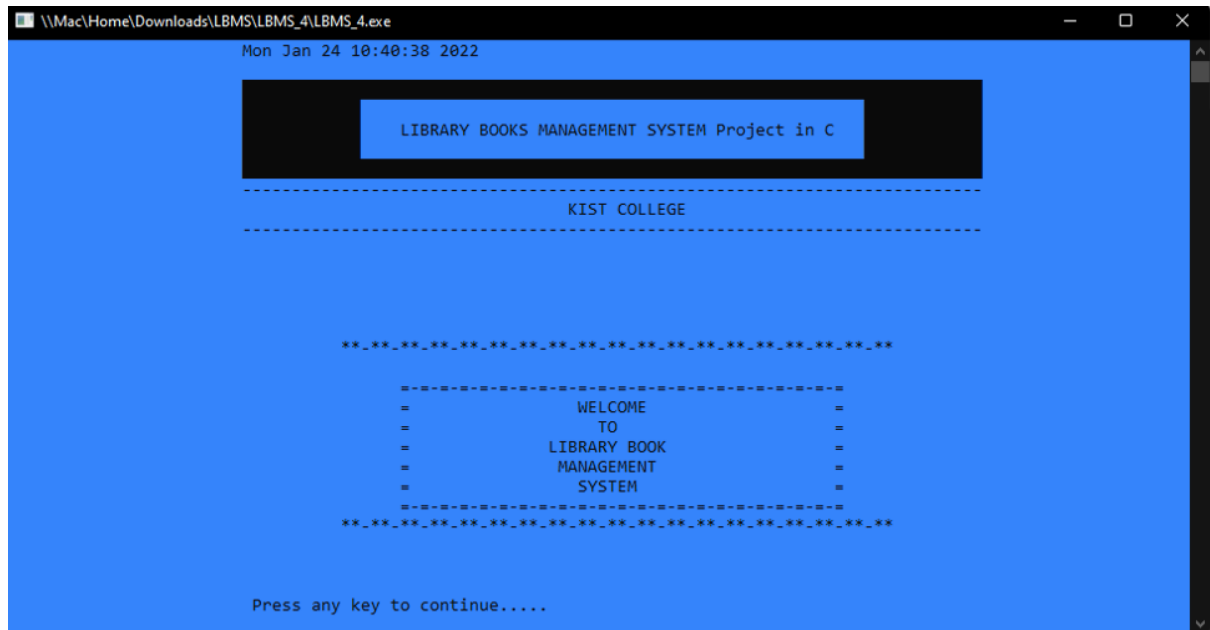 \\Mac\Home\Downloads\LBMS\LBMS_4\LBMS_4.exe
Mon Jan 24 10:40:38 2022
LIBRARY BOOKS MANAGEMENT SYSTEM Project in C
---------------------------------------------------------------------------
KIST COLLEGE
---------------------------------------------------------------------------
**_**_**_**_**_**_**_**_**_**_**_**_**_**_**_**_**_**_**
=-=-=-=-=-=-=-=-=-=-=-=-=-=-=-=-=-=-=-=-=-=-=
= WELCOME =
= TO =
= LIBRARY BOOK =
= MANAGEMENT =
= SYSTEM =
=-=-=-=-=-=-=-=-=-=-=-=-=-=-=-=-=-=-=-=-=-=-=
**_**_**_**_**_**_**_**_**_**_**_**_**_**_**_**_**_**_**
Press any key to continue.....